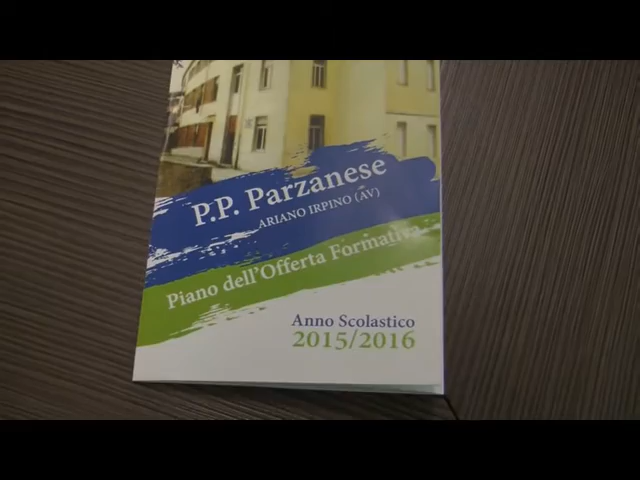 P.P. Parzanese
ARIANO IRPINO (AV)
Piano dell'Offerta Formativa
Anno Scolastico
2015/2016